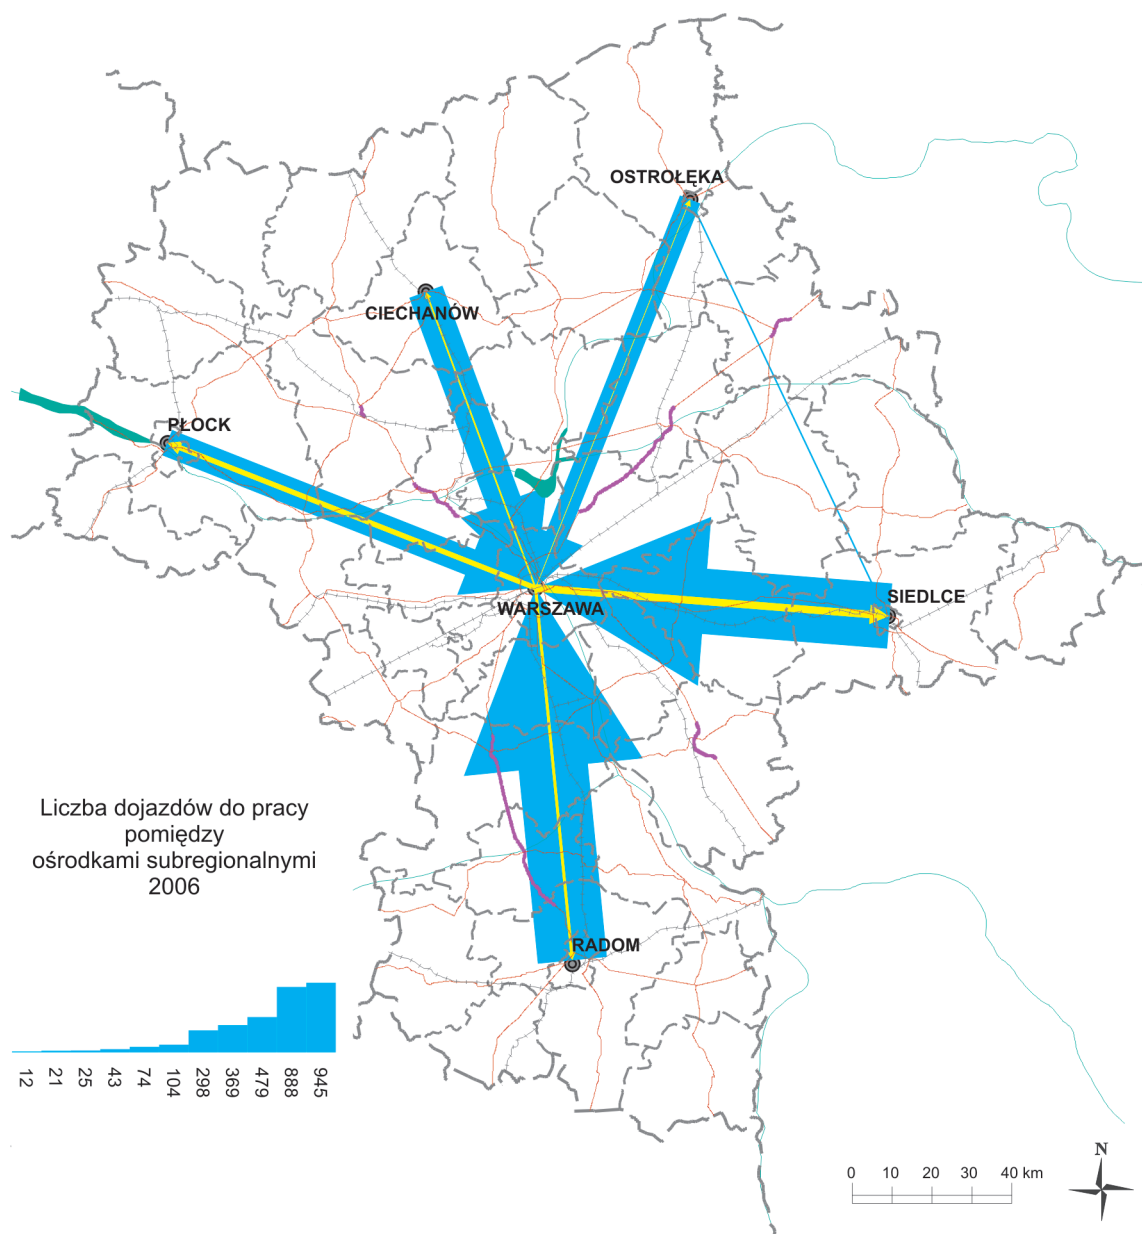 OSTROŁĘKA
CIECHANÓW
PŁOCK
SIEDLCE
WARSZAWA
Liczba dojazdów do pracy
pomiędzy
ośrodkami subregionalnymi
2006
RADOM
12 21 25 43 74 104 298 369 479 888 945
N
0 10 20 30 40 km